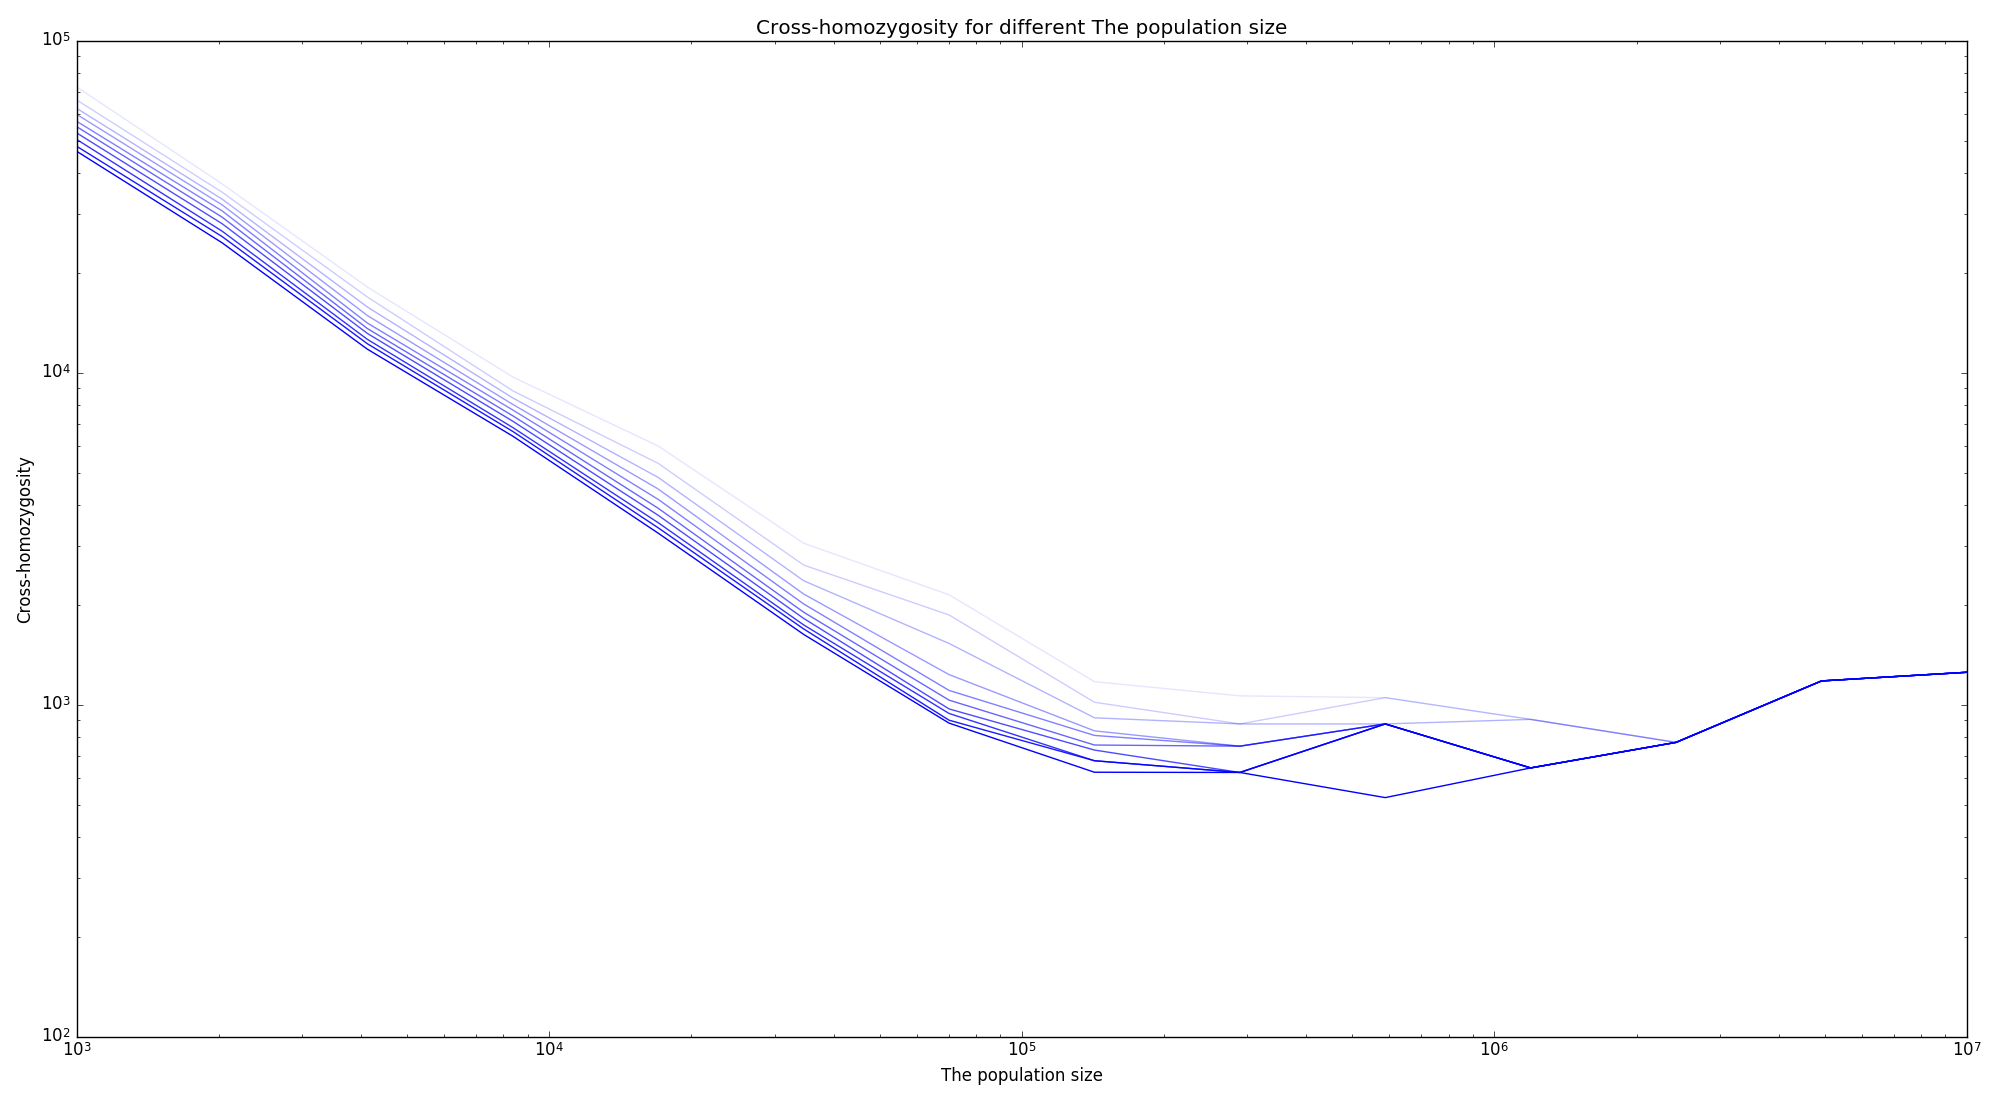 Cross-homozygosity for different The population size
10⁵
10⁴
10³
10²
Cross-homozygosity
10³ 10⁴ 10⁵ 10⁶ 10⁷
The population size